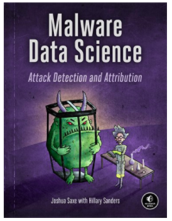 Malware
Data Science
Attack Detection and Attribution
Joshua Saxe with Hillary Sanders